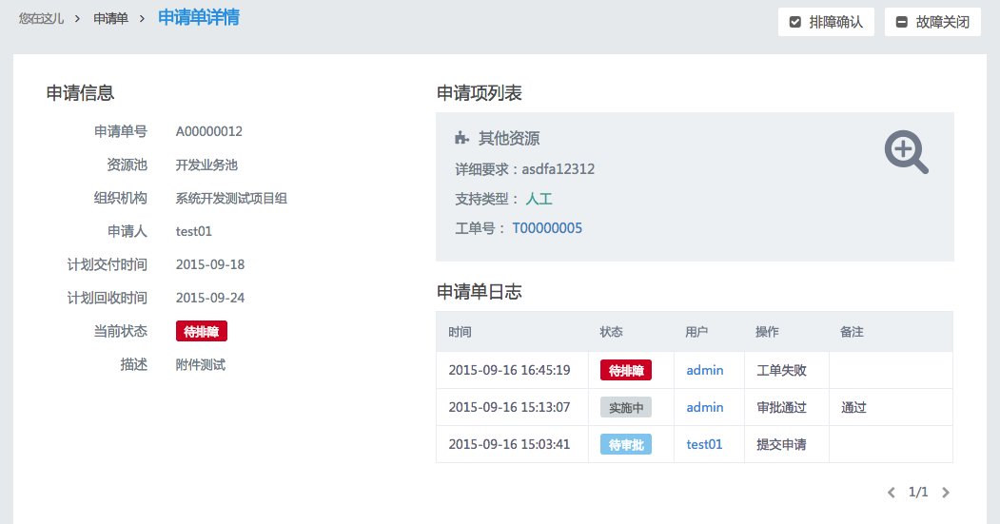 您在这儿 > 申请单 > 申请单详情
排障确认 故障关闭
申请信息
申请单号 A00000012
资源池 开发业务池
组织机构 系统开发测试项目组
申请人 test01
计划交付时间 2015-09-18
计划回收时间 2015-09-24
当前状态 待排障
描述 附件测试
申请项列表
其他资源
详细要求：asdfa12312
支持类型： 人工
工单号： T00000005
申请单日志
时间 状态 用户 操作 备注
2015-09-16 16:45:19 待排障 admin 工单失败
2015-09-16 15:13:07 实施中 admin 审批通过 通过
2015-09-16 15:03:41 待审批 test01 提交申请
1/1